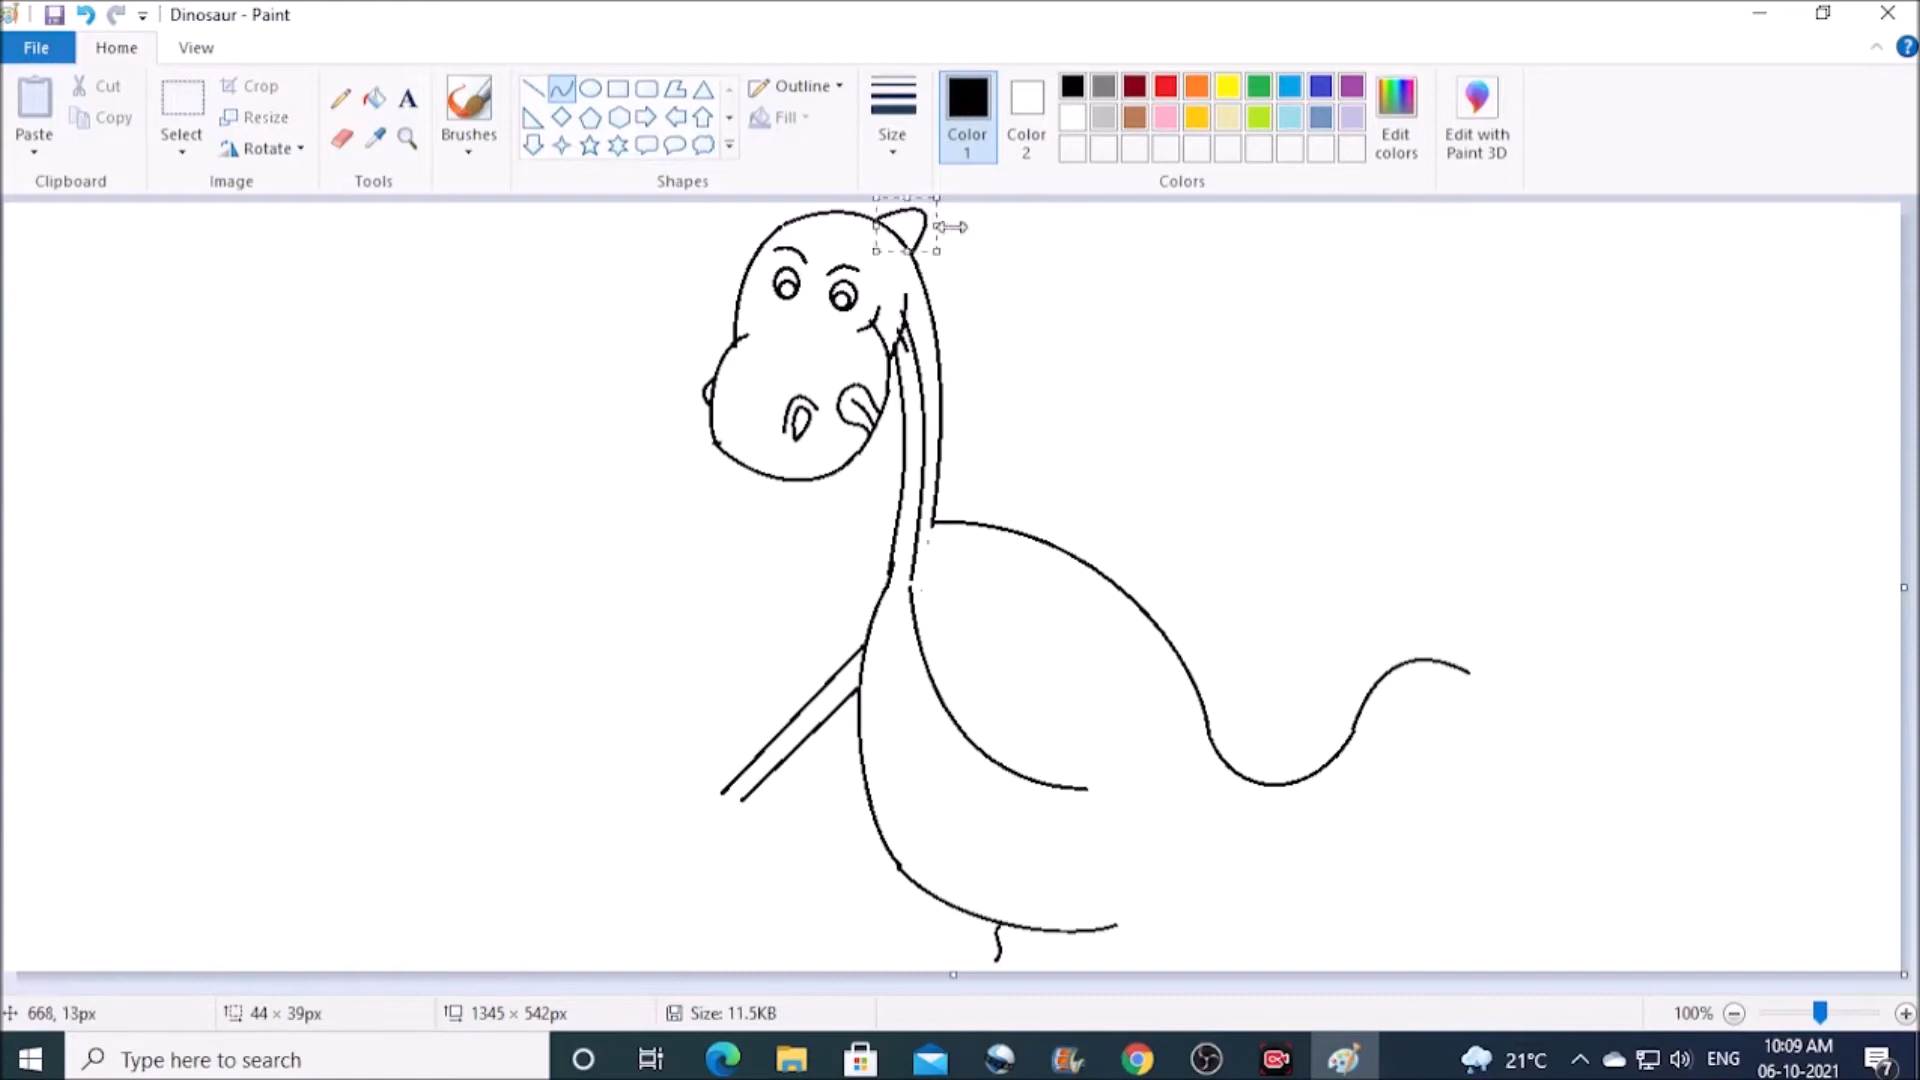 Dinosaur - Paint
File Home View
Cut
Copy
Paste
Clipboard
Select
Crop
Resize
Rotate
Image
A
Tools
Brushes
Shapes
Outline
Fill
Size
Color 1
Color 2
Edit colors
Edit with Paint 3D
Colors
668, 13px
44 × 39px
1345 × 542px
Size: 11.5KB
100%
Type here to search
21°C
ENG
10:09 AM
06-10-2021
7